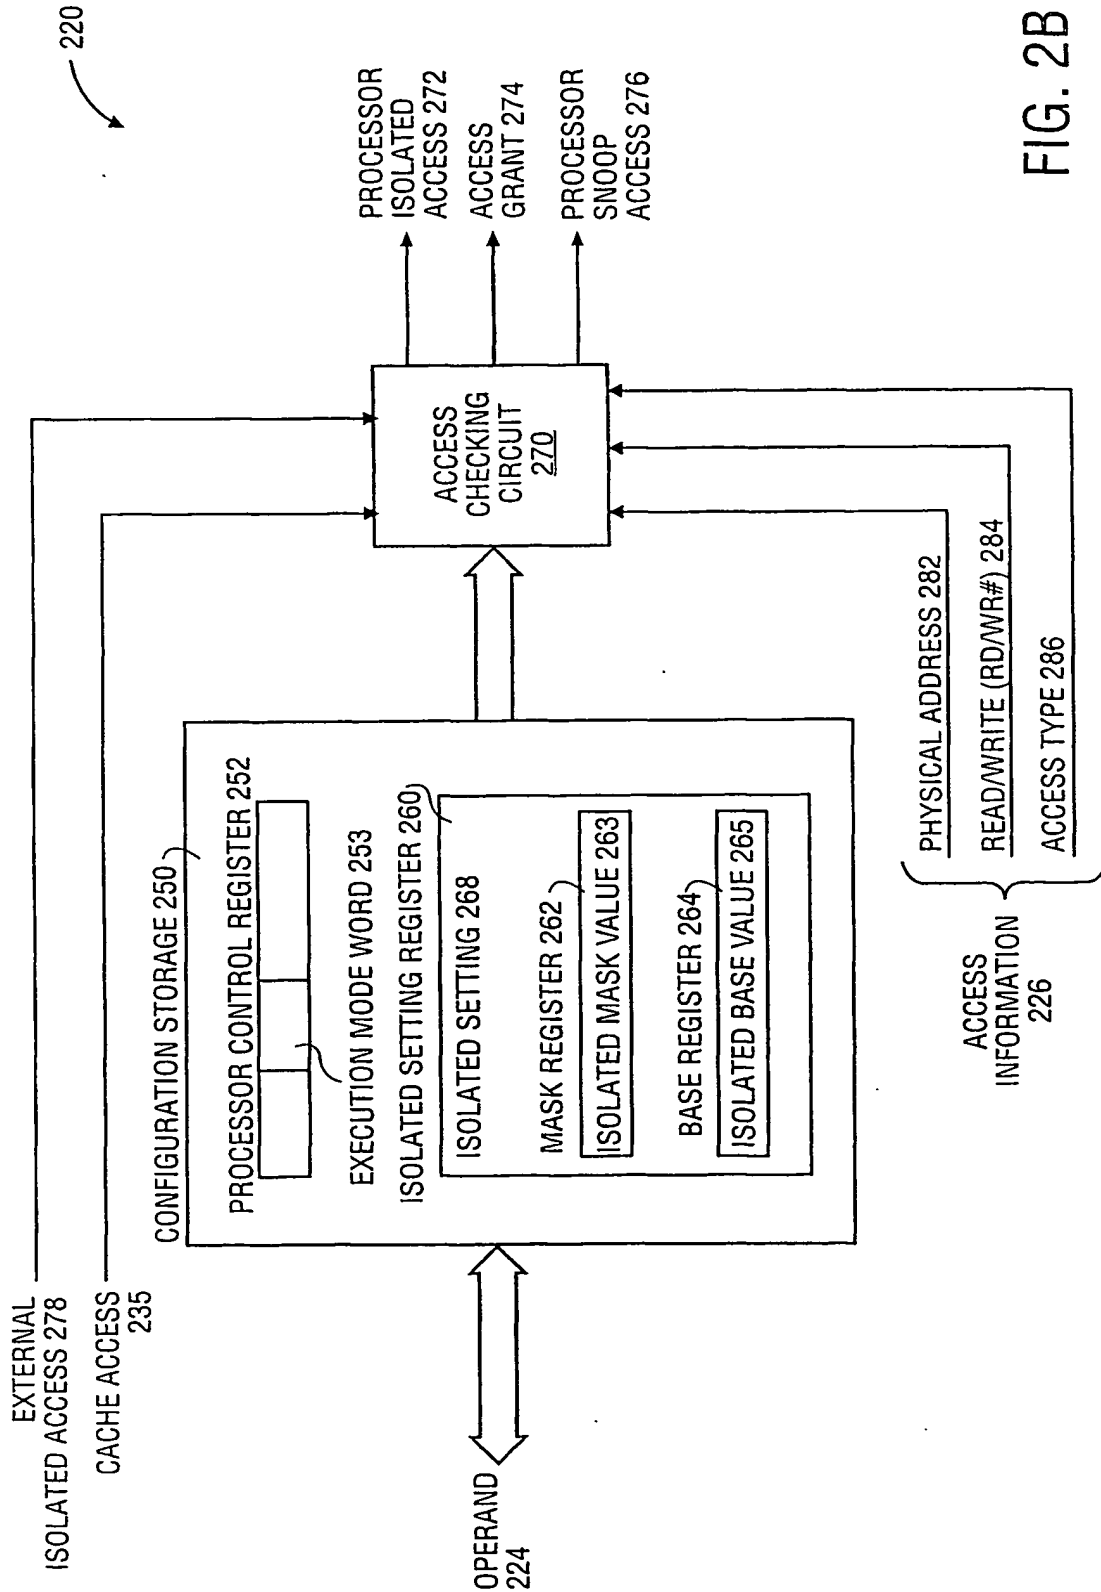 220
EXTERNAL
ISOLATED ACCESS 278
CACHE ACCESS
235
CONFIGURATION STORAGE 250
PROCESSOR CONTROL REGISTER 252
EXECUTION MODE WORD 253
ISOLATED SETTING REGISTER 260
ISOLATED SETTING 268
MASK REGISTER 262
ISOLATED MASK VALUE 263
BASE REGISTER 264
ISOLATED BASE VALUE 265
OPERAND
224
ACCESS
CHECKING
CIRCUIT
270
PROCESSOR
ISOLATED
ACCESS 272
ACCESS
GRANT 274
PROCESSOR
SNOOP
ACCESS 276
PHYSICAL ADDRESS 282
READ/WRITE (RD/WR#) 284
ACCESS TYPE 286
ACCESS
INFORMATION
226
FIG. 2B